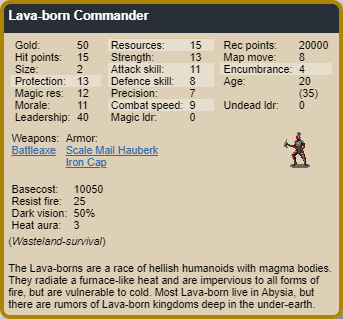 Lava-born Commander
Gold: 50 Resources: 15 Rec points: 20000
Hit points: 15 Strength: 13 Map move: 8
Size: 2 Attack skill: 11 Encumbrance: 4
Protection: 13 Defence skill: 8 Age: 20
Magic res: 12 Precision: 7 (35)
Morale: 11 Combat speed: 9 Undead ldr: 0
Leadership: 40 Magic ldr: 0
Weapons: Armor:
Battleaxe Scale Mail Hauberk
Iron Cap
Basecost: 10050
Resist fire: 25
Dark vision: 50%
Heat aura: 3
(Wasteland-survival)
The Lava-borns are a race of hellish humanoids with magma bodies.
They radiate a furnace-like heat and are impervious to all forms of
fire, but are vulnerable to cold. Most Lava-born live in Abysia, but
there are rumors of Lava-born kingdoms deep in the under-earth.